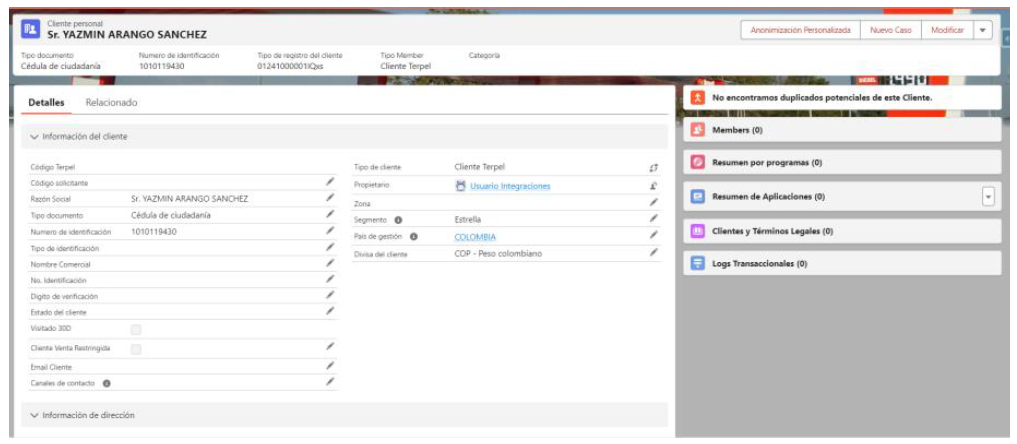 Cliente personal
Sr. YAZMIN ARANGO SANCHEZ
Anonimización Personalizada
Nuevo Caso
Modificar
Tipo documento
Numero de identificación
Tipo de registro del cliente
Tipo Member
Categoría
Cédula de ciudadanía
1010119430
01241000001IQxs
Cliente Terpel
Detalles
Relacionado
Información del cliente
Código Terpel
Código solicitante
Razón Social
Sr. YAZMIN ARANGO SANCHEZ
Tipo documento
Cédula de ciudadanía
Numero de identificación
1010119430
Tipo de identificación
Nombre Comercial
No. Identificación
Digito de verificación
Estado del cliente
Visitado 30D
Cliente Venta Restringida
Email Cliente
Canales de contacto
Tipo de cliente
Cliente Terpel
Propietario
Usuario Integraciones
Zona
Segmento
Estrella
País de gestión
COLOMBIA
Divisa del cliente
COP - Peso colombiano
Información de dirección
No encontramos duplicados potenciales de este Cliente.
Members (0)
Resumen por programas (0)
Resumen de Aplicaciones (0)
Clientes y Términos Legales (0)
Logs Transaccionales (0)